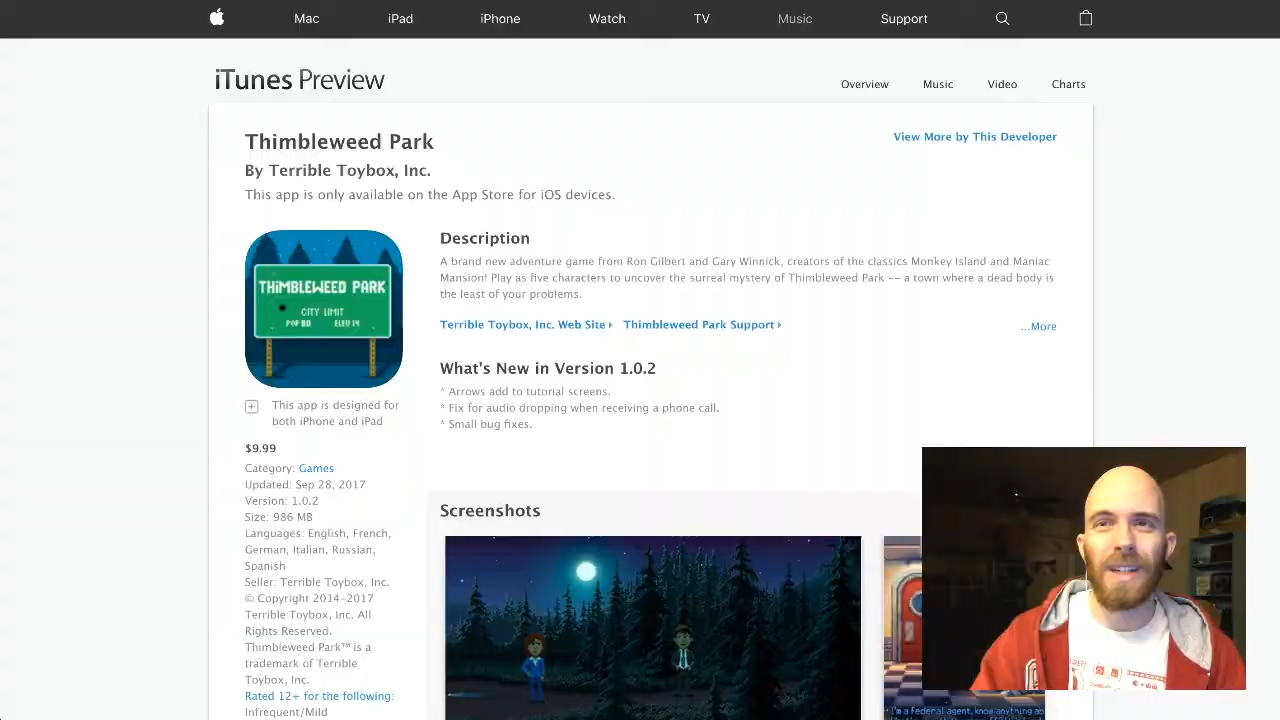 Mac iPad iPhone Watch TV Music Support
iTunes Preview
Overview Music Video Charts
Thimbleweed Park
View More by This Developer
By Terrible Toybox, Inc.
This app is only available on the App Store for iOS devices.
THIMBLEWEED PARK
CITY LIMIT
POP 80 ELEV 14
This app is designed for
both iPhone and iPad
$9.99
Category: Games
Updated: Sep 28, 2017
Version: 1.0.2
Size: 986 MB
Languages: English, French,
German, Italian, Russian,
Spanish
Seller: Terrible Toybox, Inc.
© Copyright 2014-2017
Terrible Toybox, Inc. All
Rights Reserved.
Thimbleweed Park™ is a
trademark of Terrible
Toybox, Inc.
Rated 12+ for the following:
Infrequent/Mild
Description
A brand new adventure game from Ron Gilbert and Gary Winnick, creators of the classics Monkey Island and Maniac
Mansion! Play as five characters to uncover the surreal mystery of Thimbleweed Park -- a town where a dead body is
the least of your problems.
Terrible Toybox, Inc. Web Site Thimbleweed Park Support
...More
What's New in Version 1.0.2
* Arrows add to tutorial screens.
* Fix for audio dropping when receiving a phone call.
* Small bug fixes.
Screenshots
I'm a federal agent, know anything